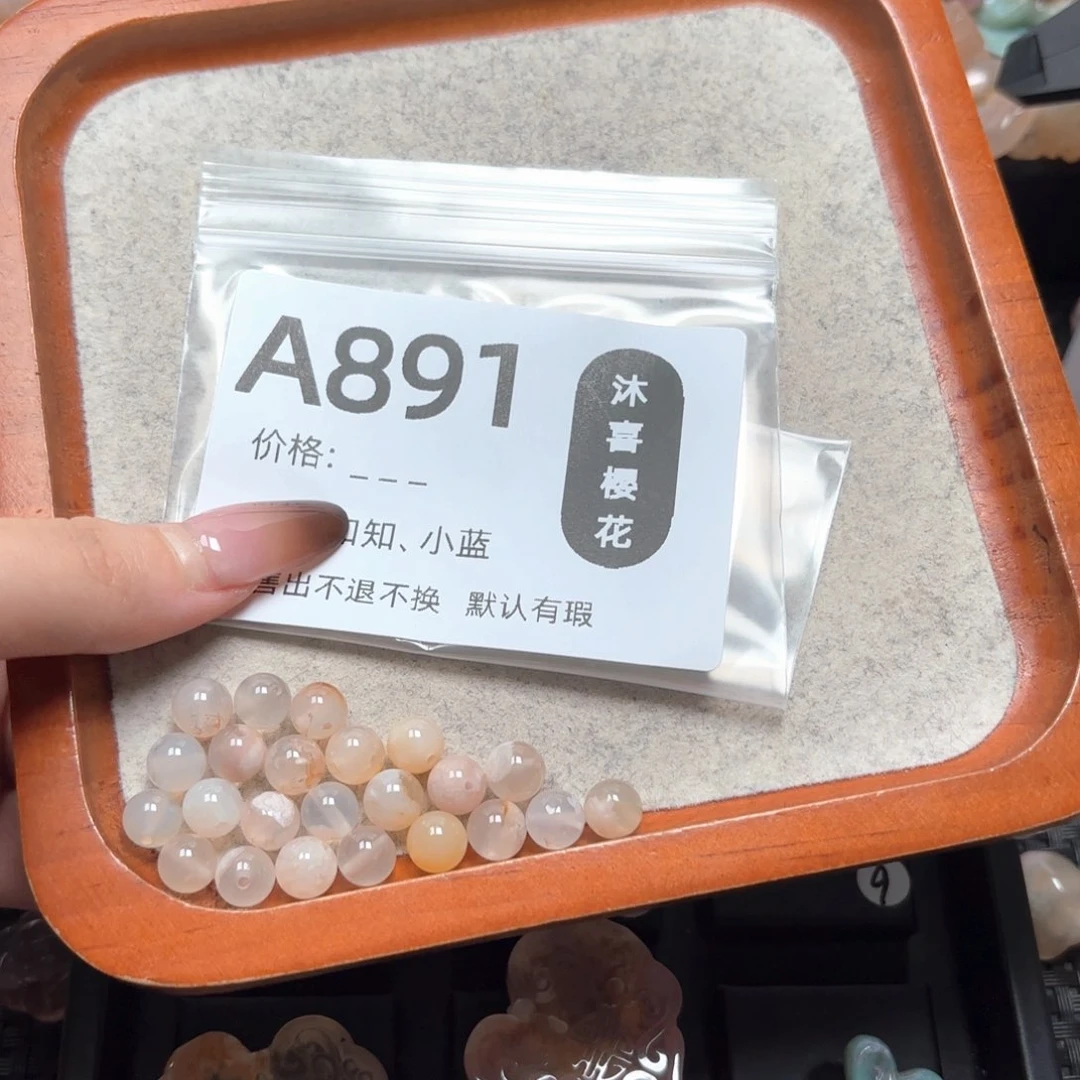 A891
价格: _ _ _
知、小蓝
售出不退不换 默认有瑕
沐喜樱花
9